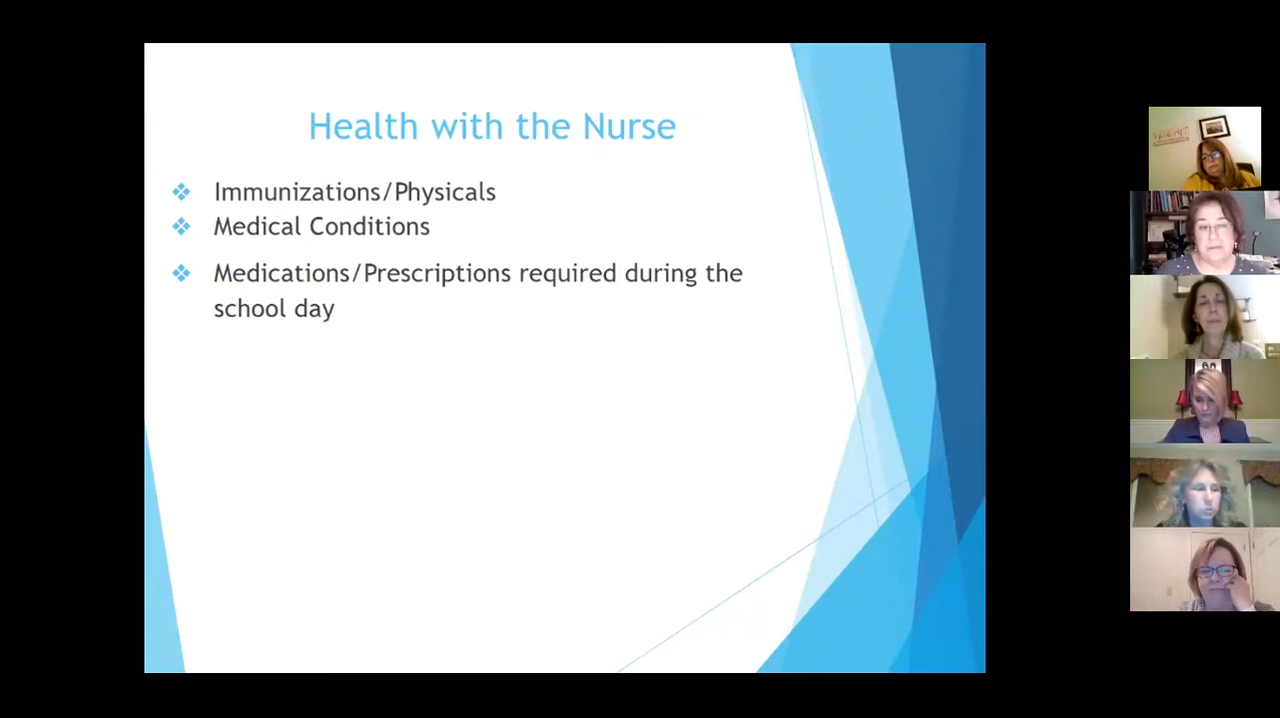 Health with the Nurse
Immunizations/Physicals
Medical Conditions
Medications/Prescriptions required during the
school day